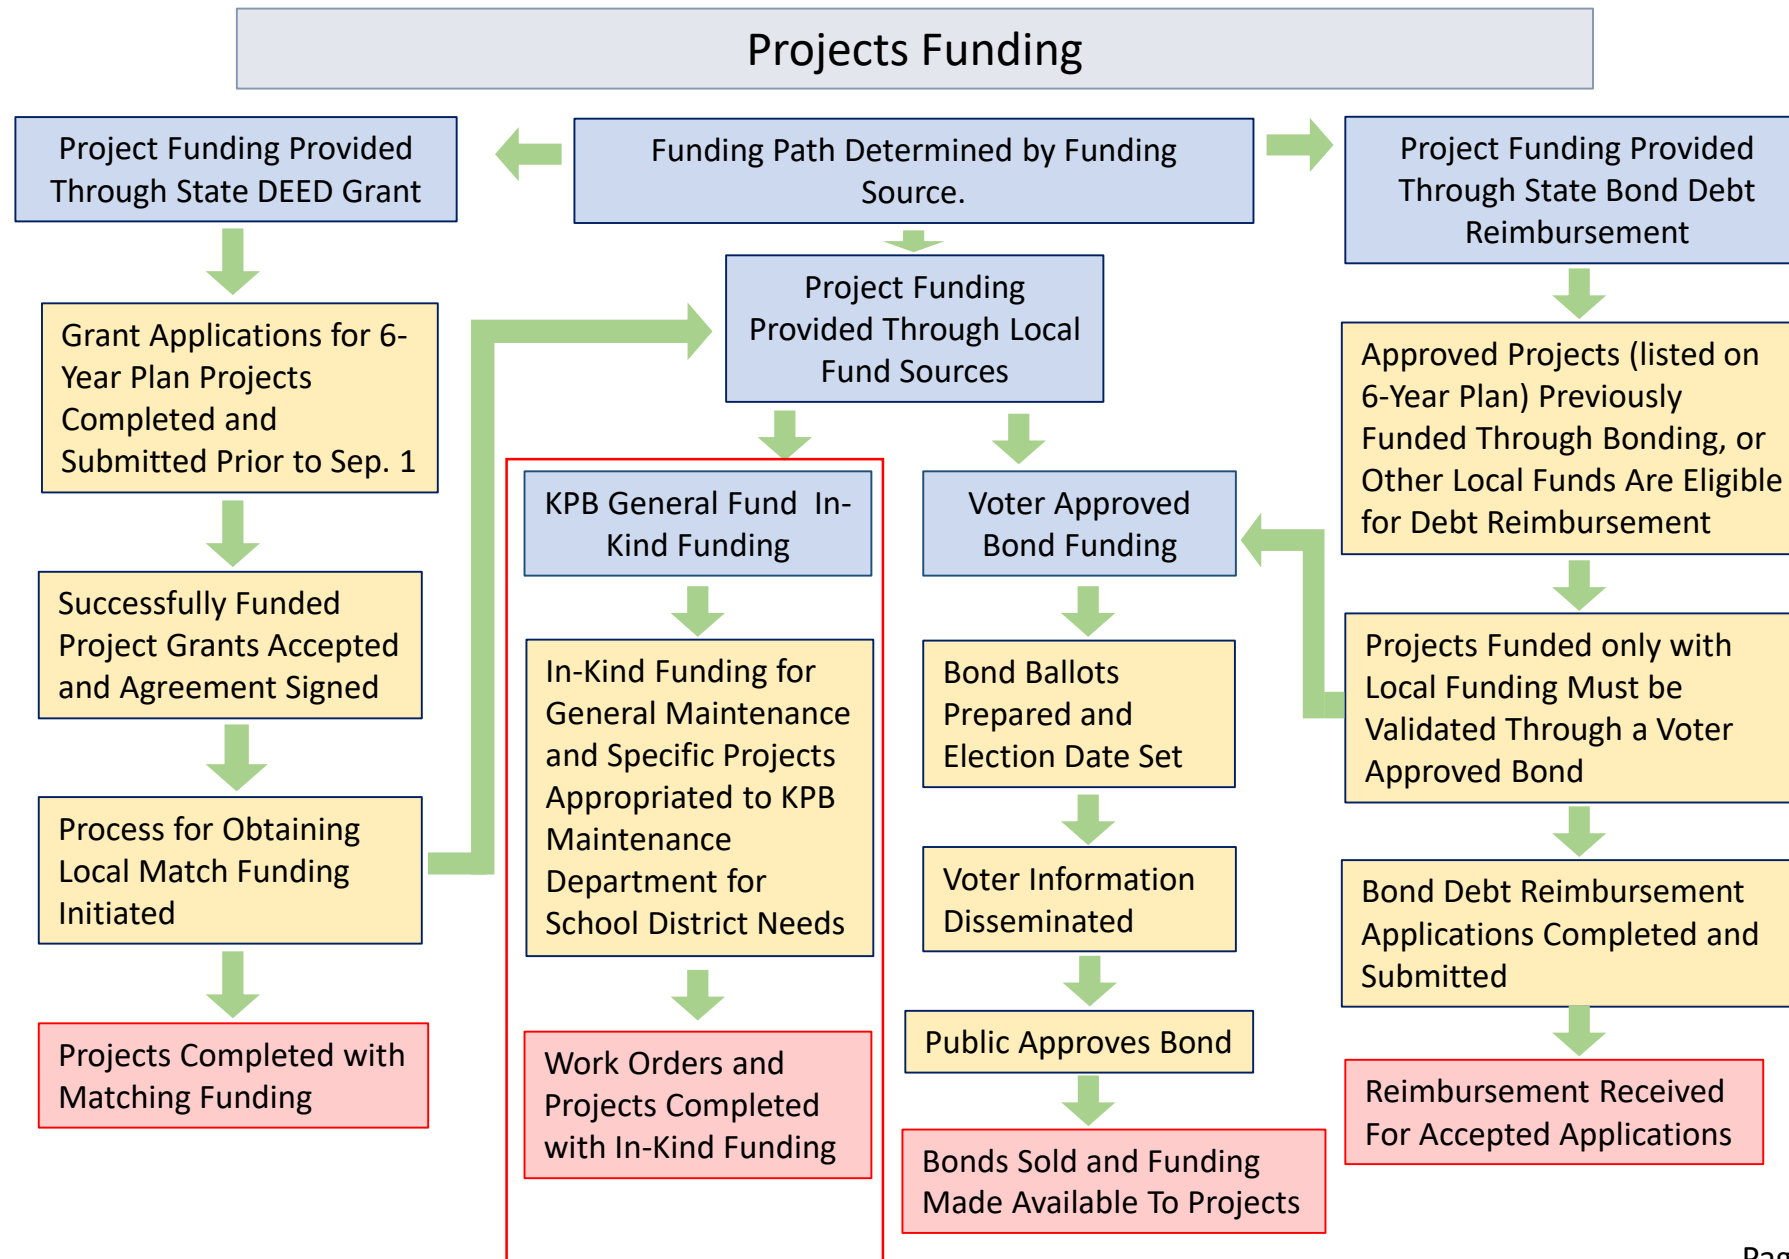 Projects Funding
Project Funding Provided
Through State DEED Grant
Funding Path Determined by Funding
Source.
Project Funding Provided
Through State Bond Debt
Reimbursement
Project Funding
Provided Through Local
Fund Sources
Grant Applications for 6-
Year Plan Projects
Completed and
Submitted Prior to Sep. 1
Approved Projects (listed on
6-Year Plan) Previously
Funded Through Bonding, or
Other Local Funds Are Eligible
for Debt Reimbursement
KPB General Fund  In-
Kind Funding
Voter Approved
Bond Funding
Successfully Funded
Project Grants Accepted
and Agreement Signed
In-Kind Funding for
General Maintenance
and Specific Projects
Appropriated to KPB
Maintenance
Department for
School District Needs
Bond Ballots
Prepared and
Election Date Set
Projects Funded only with
Local Funding Must be
Validated Through a Voter
Approved Bond
Process for Obtaining
Local Match Funding
Initiated
Voter Information
Disseminated
Bond Debt Reimbursement
Applications Completed and
Submitted
Projects Completed with
Matching Funding
Work Orders and
Projects Completed
with In-Kind Funding
Public Approves Bond
Reimbursement Received
For Accepted Applications
Bonds Sold and Funding
Made Available To Projects
Pag